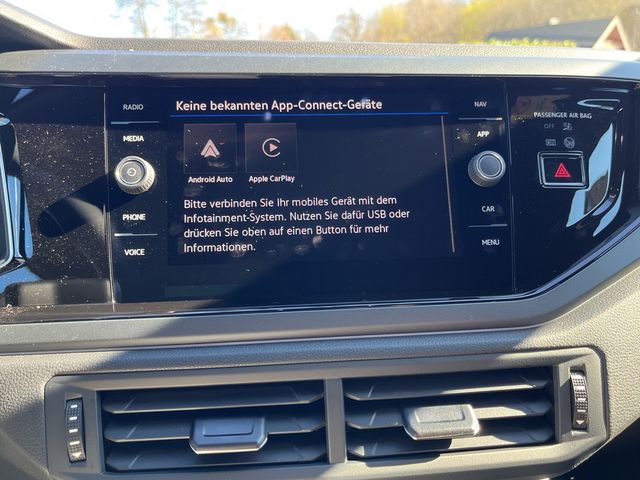 RADIO
MEDIA
PHONE
VOICE
Keine bekannten App-Connect-Geräte
Android Auto
Apple CarPlay
Bitte verbinden Sie Ihr mobiles Gerät mit dem
Infotainment-System. Nutzen Sie dafür USB oder
drücken Sie oben auf einen Button für mehr
Informationen.
NAV
APP
CAR
MENU
PASSENGER AIR BAG
OFF